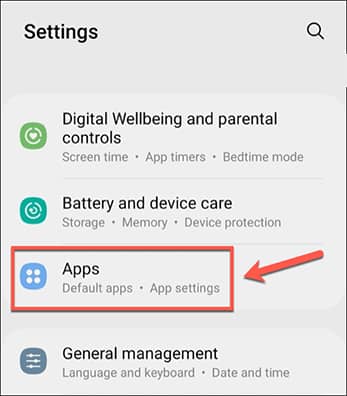 Settings
Digital Wellbeing and parental
controls
Screen time • App timers • Bedtime mode
Battery and device care
Storage • Memory • Device protection
Apps
Default apps • App settings
General management
Language and keyboard • Date and time